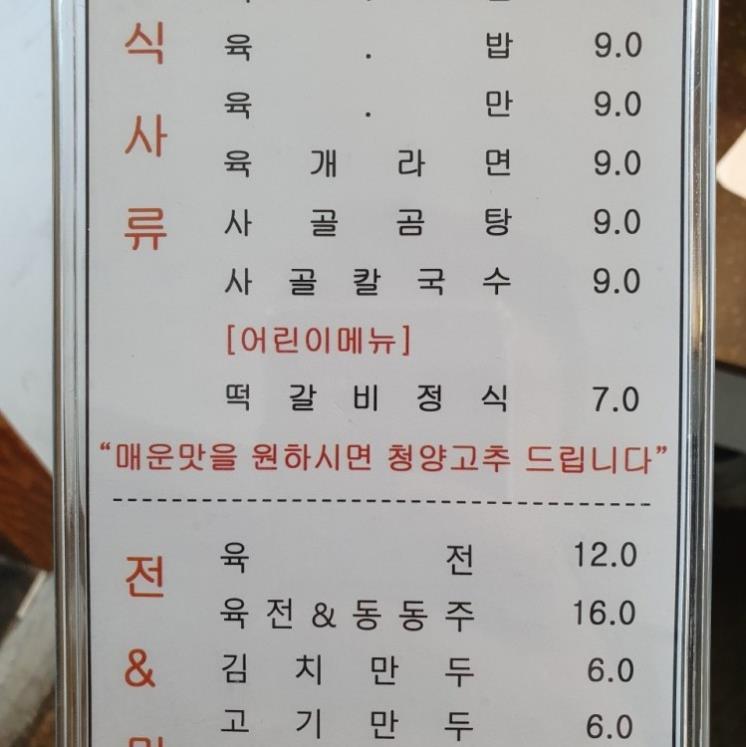 식사류
육 . 밥 9.0
육 . 만 9.0
육 개 라 면 9.0
사 골 곰 탕 9.0
사 골 칼 국 수 9.0
[어린이메뉴]
떡 갈 비 정 식 7.0
“매운맛을 원하시면 청양고추 드립니다”
전 &
육 전 12.0
육 전 & 동 동 주 16.0
김 치 만 두 6.0
고 기 만 두 6.0